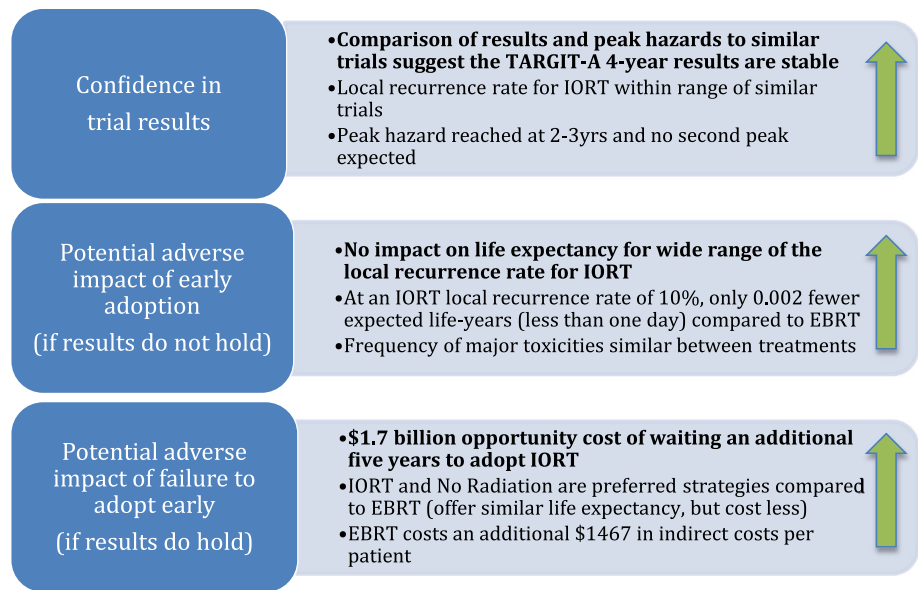 Confidence in
trial results
•Comparison of results and peak hazards to similar
trials suggest the TARGIT-A 4-year results are stable
•Local recurrence rate for IORT within range of similar
trials
•Peak hazard reached at 2-3yrs and no second peak
expected
Potential adverse
impact of early
adoption
(if results do not hold)
•No impact on life expectancy for wide range of the
local recurrence rate for IORT
•At an IORT local recurrence rate of 10%, only 0.002 fewer
expected life-years (less than one day) compared to EBRT
•Frequency of major toxicities similar between treatments
Potential adverse
impact of failure to
adopt early
(if results do hold)
•$1.7 billion opportunity cost of waiting an additional
five years to adopt IORT
•IORT and No Radiation are preferred strategies compared
to EBRT (offer similar life expectancy, but cost less)
•EBRT costs an additional $1467 in indirect costs per
patient